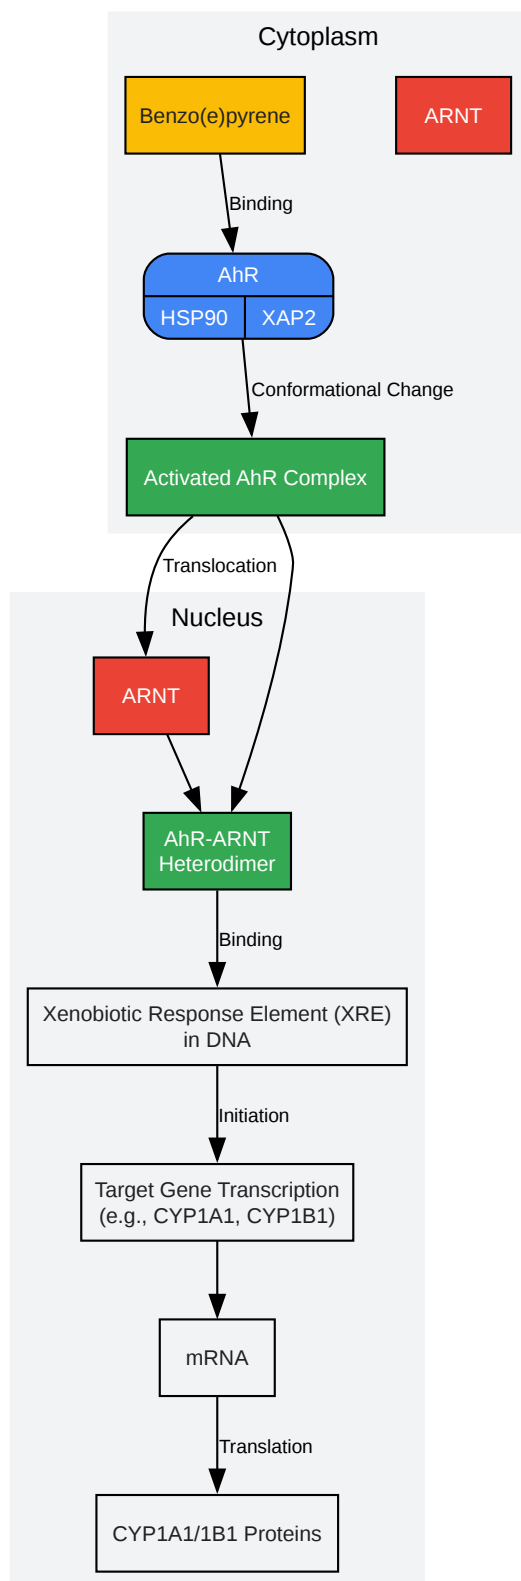 Cytoplasm
Benzo(e)pyrene
ARNT
Binding
AhR
HSP90
XAP2
Conformational Change
Activated AhR Complex
Translocation
Nucleus
ARNT
AhR-ARNT
Heterodimer
Binding
Xenobiotic Response Element (XRE)
in DNA
Initiation
Target Gene Transcription
(e.g., CYP1A1, CYP1B1)
mRNA
Translation
CYP1A1/1B1 Proteins